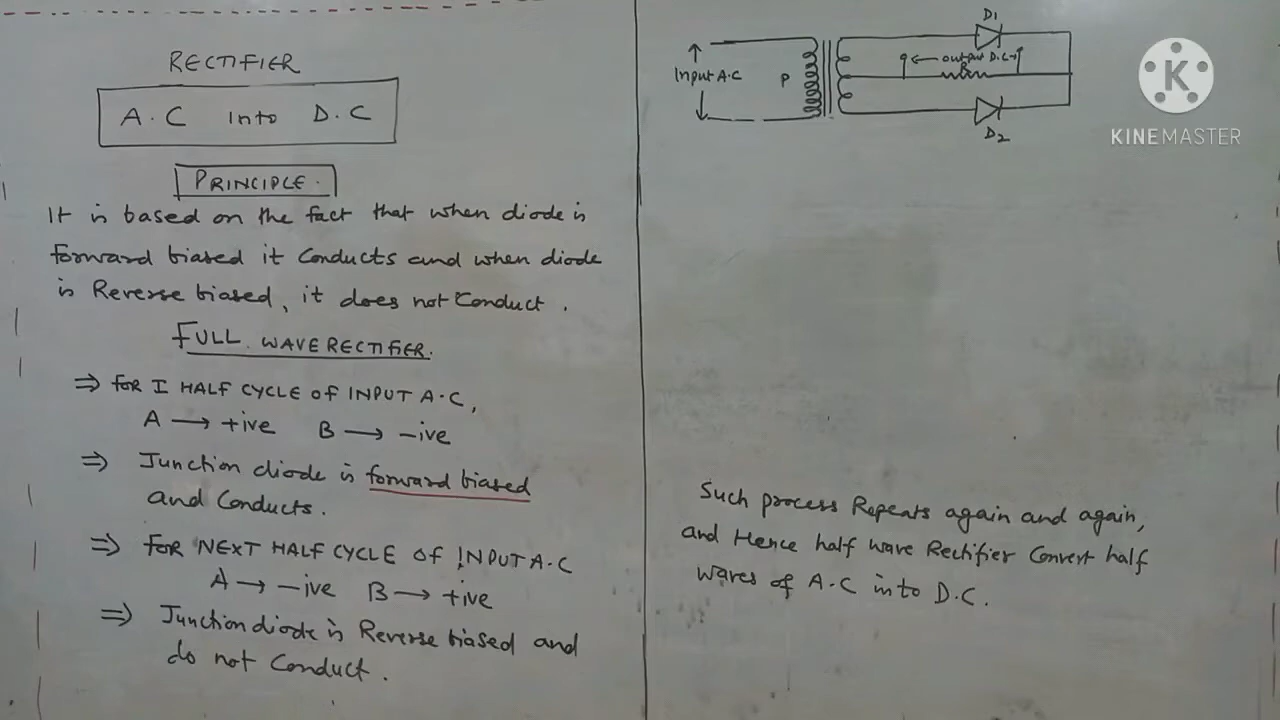 RECTIFIER
A.C into D.C
PRINCIPLE.
It is based on the fact that when diode is
forward biased it conducts and when diode
is Reverse biased, it does not conduct.
FULL WAVE RECTIFIER.
⇒ FOR I HALF CYCLE OF INPUT A.C,
A → +ive B → -ive
⇒ Junction diode is forward biased
and Conducts.
⇒ FOR NEXT HALF CYCLE OF INPUT A.C
A → -ive B → +ive
⇒ Junction diode is Reverse biased and
do not Conduct.
D1
Input A.C
P
output D.C
R
D2
KINEMASTER
Such process Repeats again and again,
and Hence half wave Rectifier Convert half
waves of A.C into D.C.